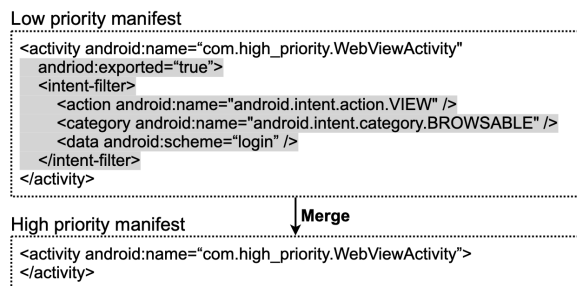 Low priority manifest
<activity android:name=“com.high_priority.WebViewActivity"
andriod:exported=“true”>
<intent-filter>
<action android:name="android.intent.action.VIEW" />
<category android:name="android.intent.category.BROWSABLE" />
<data android:scheme=“login” />
</intent-filter>
</activity>
Merge
High priority manifest
<activity android:name=“com.high_priority.WebViewActivity”>
</activity>